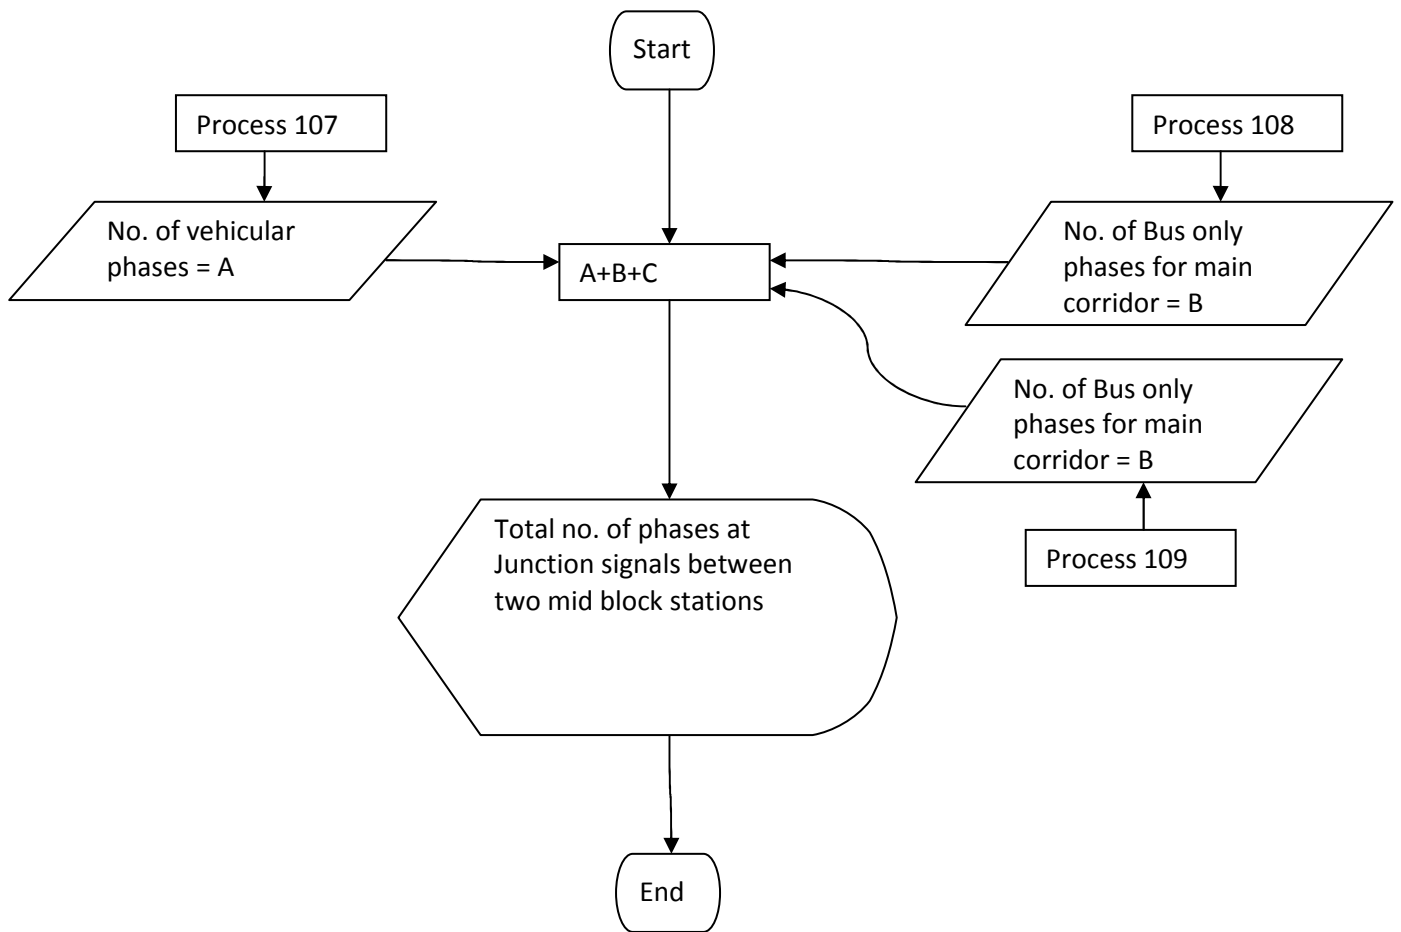 Start
Process 107
Process 108
No. of vehicular
phases = A
A+B+C
No. of Bus only
phases for main
corridor = B
No. of Bus only
phases for main
corridor = B
Process 109
Total no. of phases at
Junction signals between
two mid block stations
End